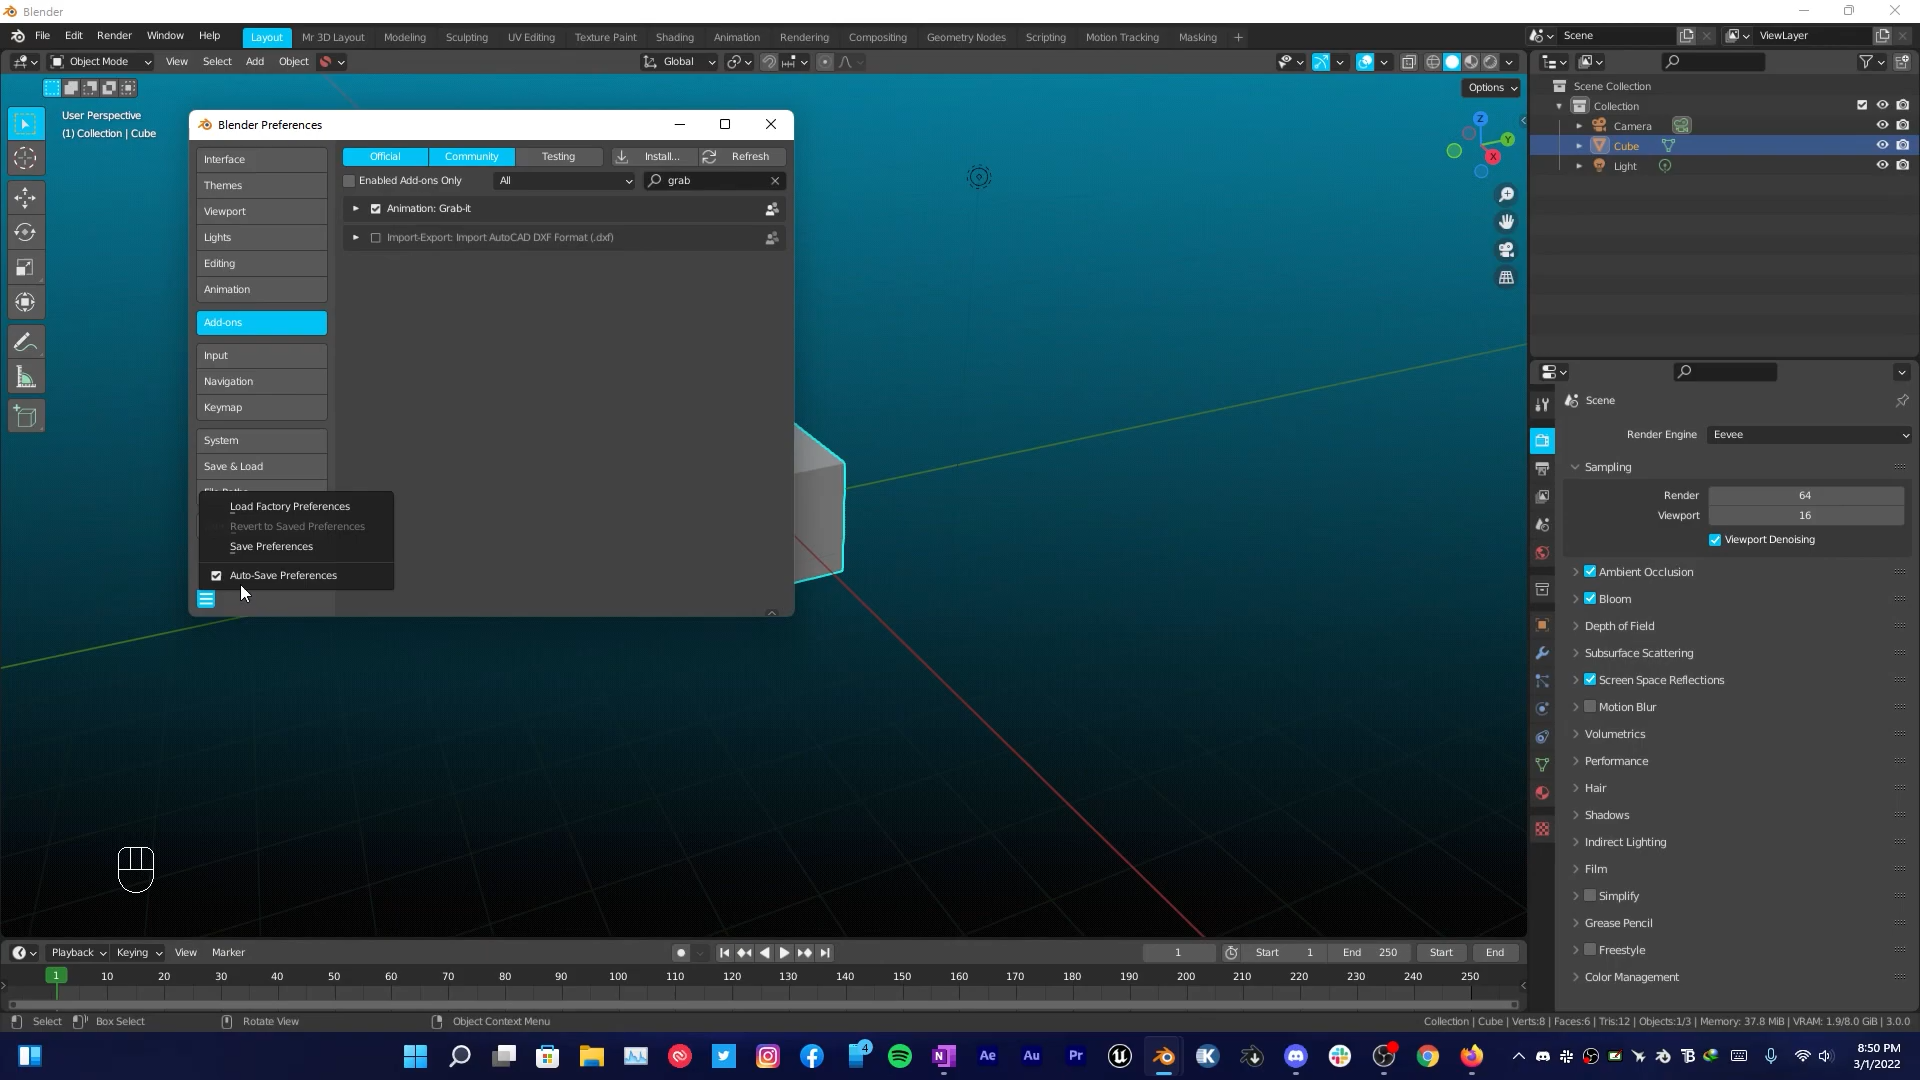 Blender
File Edit Render Window Help Layout Mr 3D Layout Modeling Sculpting UV Editing Texture Paint Shading Animation Rendering Compositing Geometry Nodes Scripting Motion Tracking Masking + Scene ViewLayer
Object Mode View Select Add Object Global
Options
User Perspective
(1) Collection | Cube
Z
Y
X
Scene Collection
Collection
Camera
Cube
Light
Blender Preferences
Interface
Themes
Viewport
Lights
Editing
Animation
Add-ons
Input
Navigation
Keymap
System
Save & Load
Official Community Testing Install... Refresh
Enabled Add-ons Only All grab
Animation: Grab-it
Import-Export: Import AutoCAD DXF Format (.dxf)
Load Factory Preferences
Revert to Saved Preferences
Save Preferences
Auto-Save Preferences
Scene
Render Engine Eevee
Sampling
Render 64
Viewport 16
Viewport Denoising
Ambient Occlusion
Bloom
Depth of Field
Subsurface Scattering
Screen Space Reflections
Motion Blur
Volumetrics
Performance
Hair
Shadows
Indirect Lighting
Film
Simplify
Grease Pencil
Freestyle
Color Management
Playback Keying View Marker 1 Start 1 End 250 Start End
1 10 20 30 40 50 60 70 80 90 100 110 120 130 140 150 160 170 180 190 200 210 220 230 240 250
Select Box Select Rotate View Object Context Menu Collection | Cube | Verts:8 | Faces:6 | Tris:12 | Objects:1/3 | Memory: 37.8 MiB | VRAM: 1.9/8.0 GiB | 3.0.0
4
Ae Au Pr
8:50 PM
3/1/2022